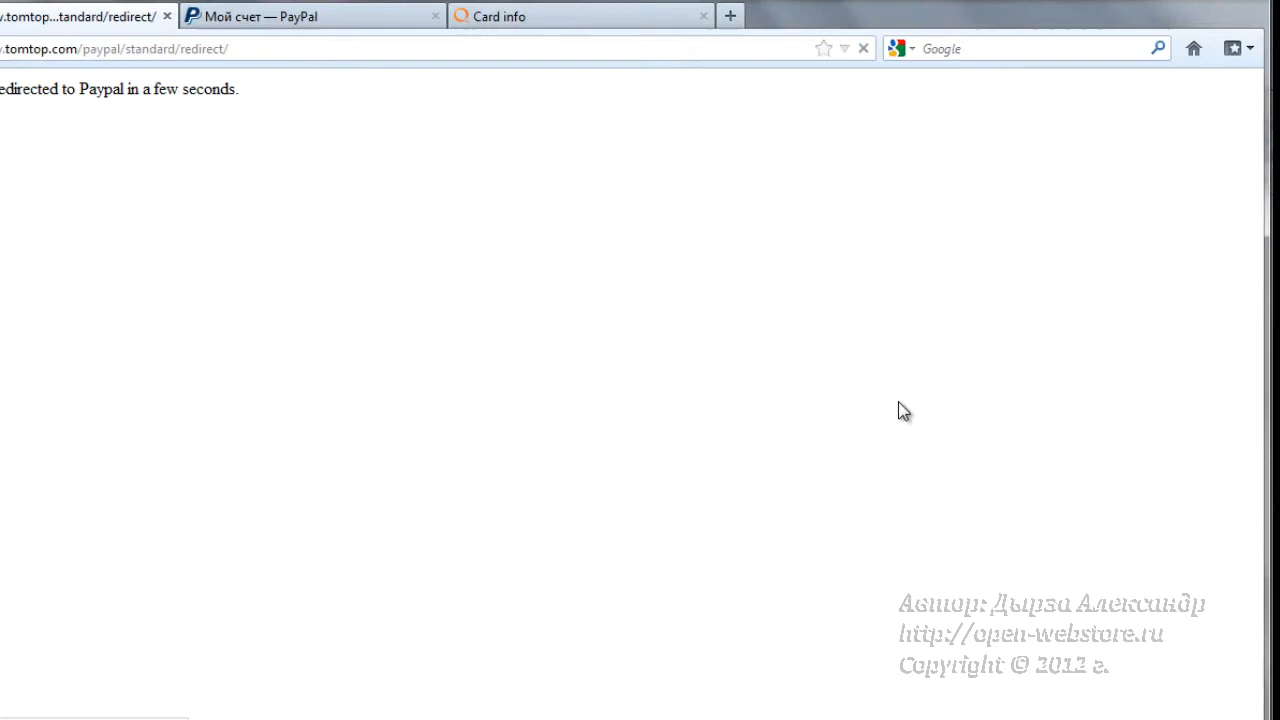 .tomtop...tandard/redirect/
Мой счет — PayPal
Card info
.tomtop.com/paypal/standard/redirect/
Google
edirected to Paypal in a few seconds.
Автор: Дырза Александр
http://open-webstore.ru
Copyright © 2012 г.